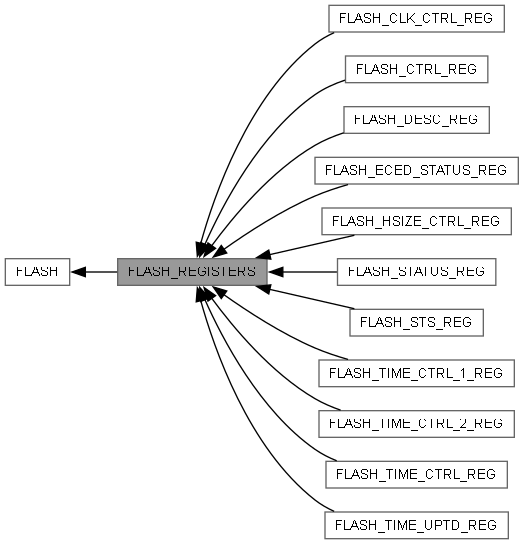 FLASH_CLK_CTRL_REG
FLASH_CTRL_REG
FLASH_DESC_REG
FLASH_ECED_STATUS_REG
FLASH_HSIZE_CTRL_REG
FLASH
FLASH_REGISTERS
FLASH_STATUS_REG
FLASH_STS_REG
FLASH_TIME_CTRL_1_REG
FLASH_TIME_CTRL_2_REG
FLASH_TIME_CTRL_REG
FLASH_TIME_UPTD_REG